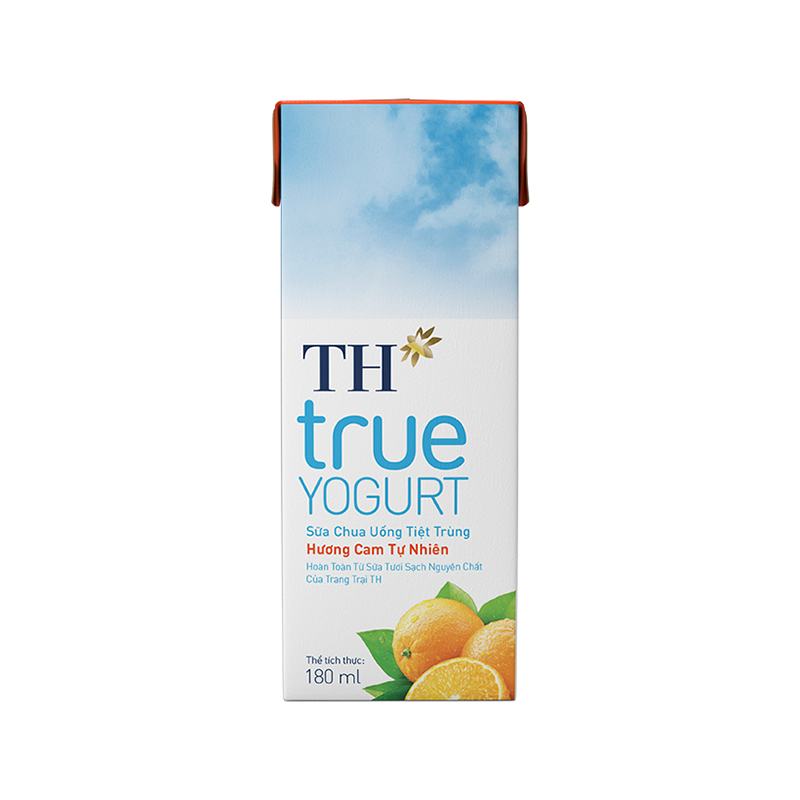 TH
true
YOGURT
Sữa Chua Uống Tiệt Trùng
Hương Cam Tự Nhiên
Hoàn Toàn Từ Sữa Tươi Sạch Nguyên Chất
Của Trang Trại TH
Thể tích thực:
180 ml